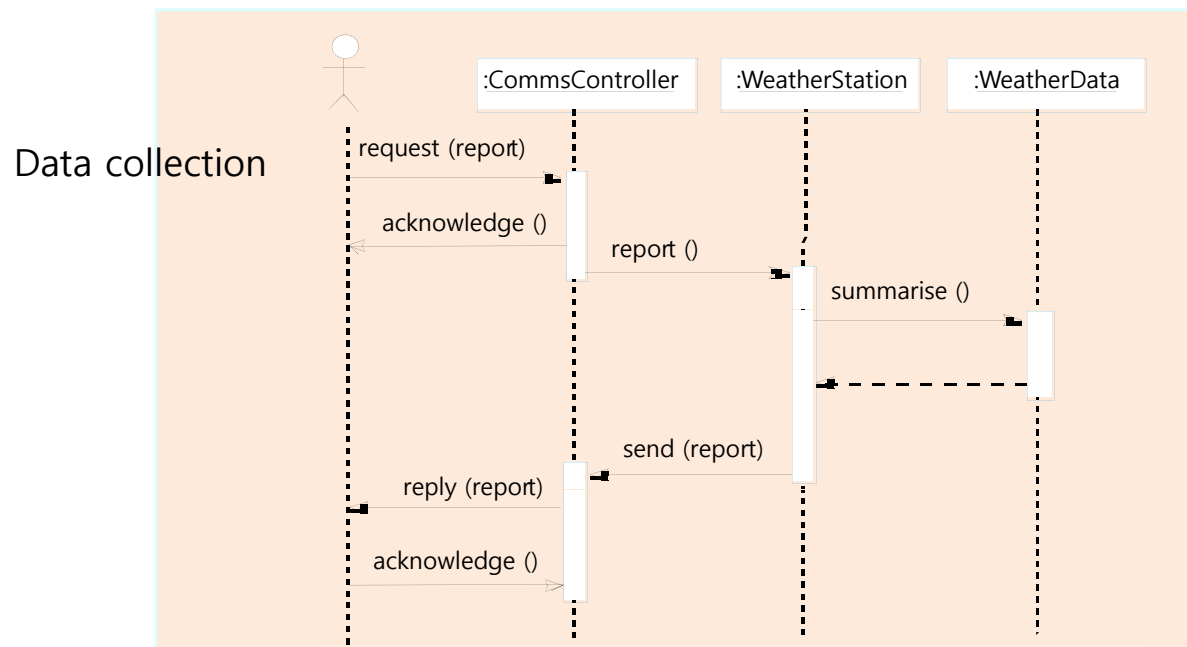 :CommsController
:WeatherStation
:WeatherData
Data collection
request (report)
acknowledge ()
report ()
summarise ()
send (report)
reply (report)
acknowledge ()